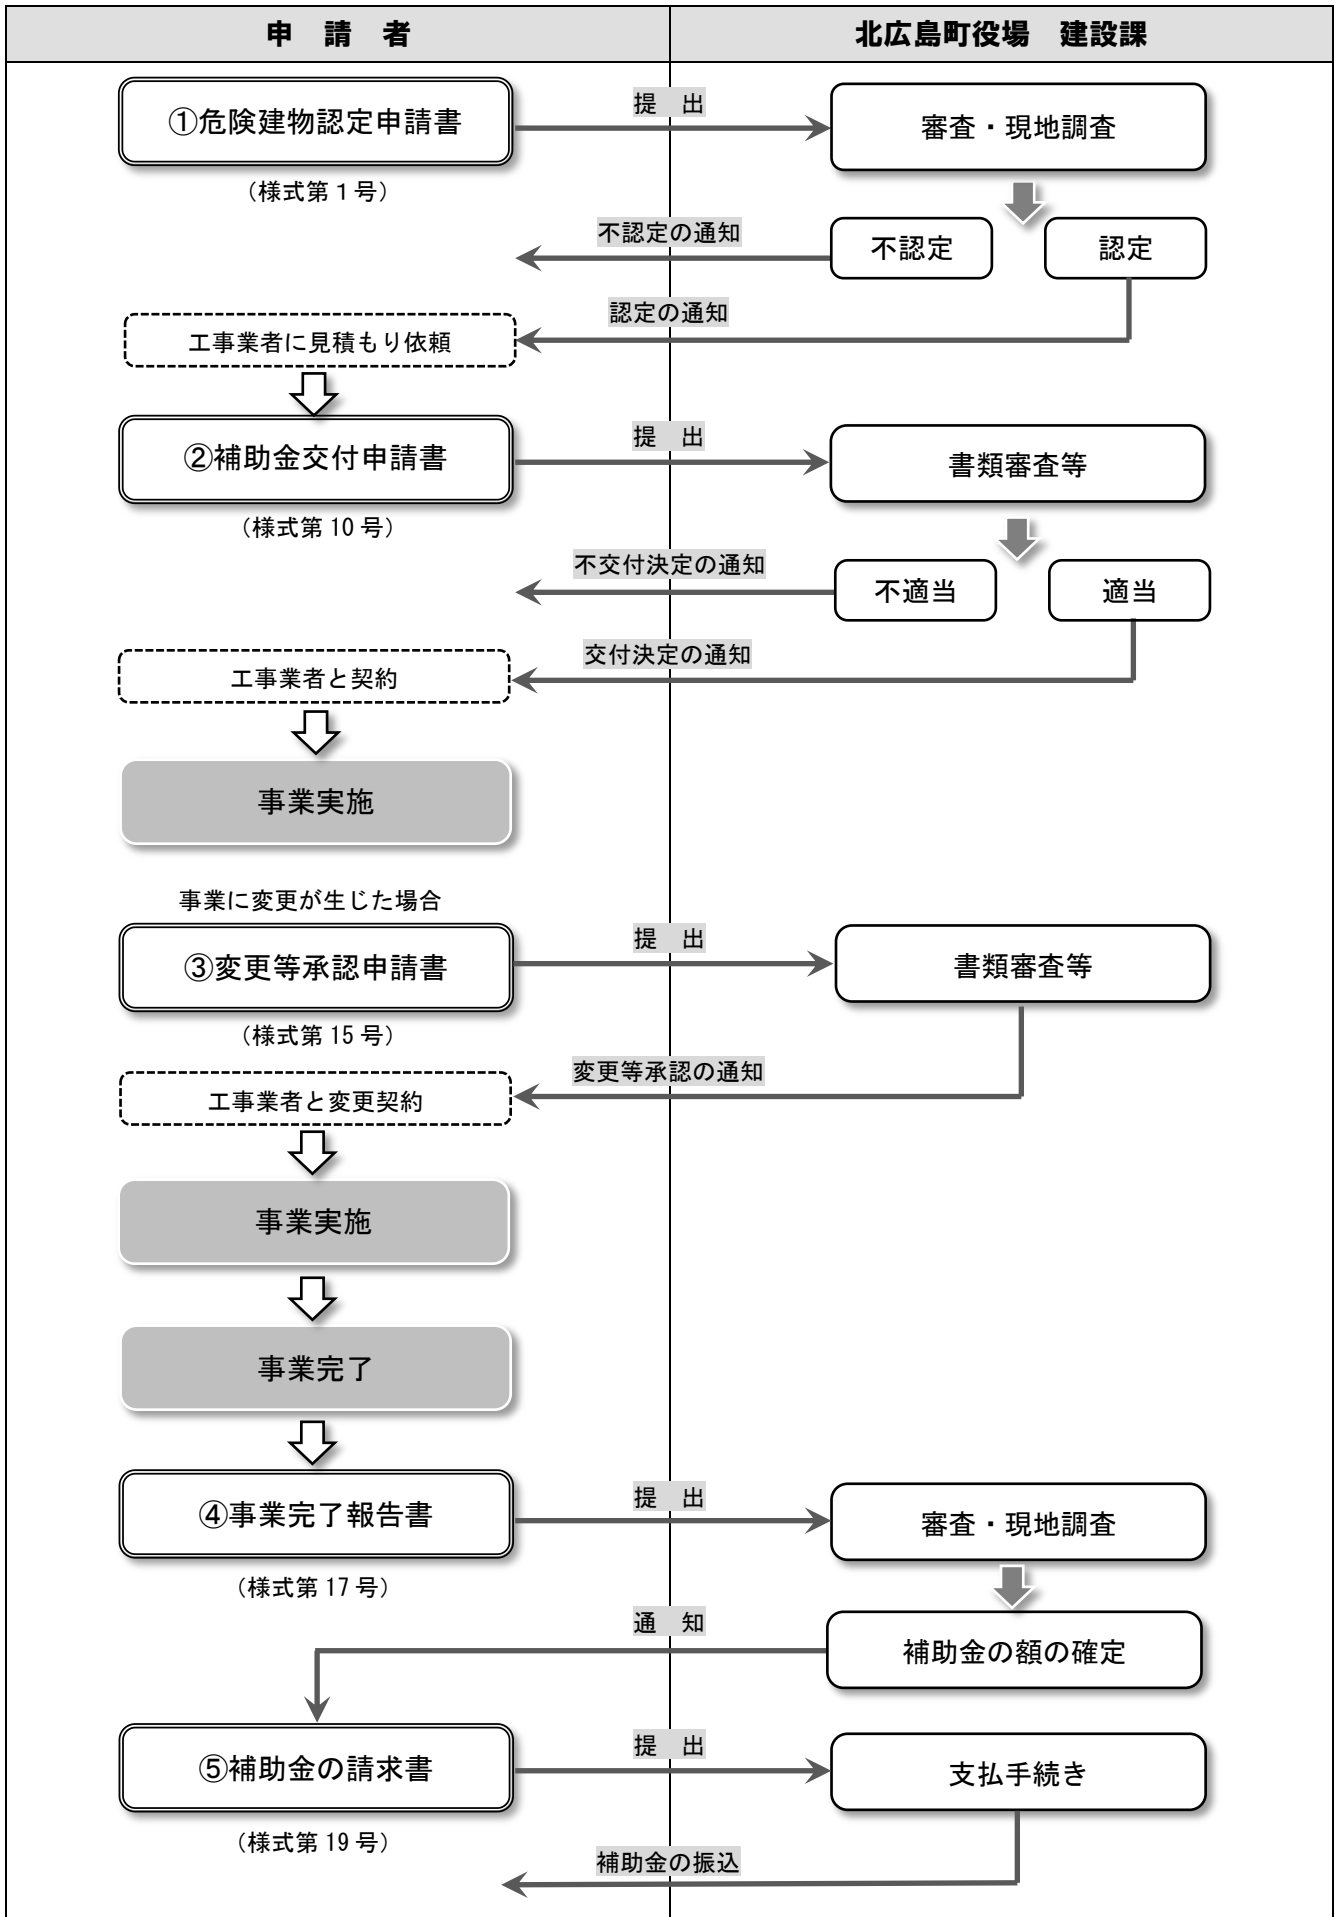 申　請　者
北広島町役場　建設課
①危険建物認定申請書
提　出
審査・現地調査
（様式第１号）
不認定の通知
不認定
認定
認定の通知
工事業者に見積もり依頼
②補助金交付申請書
提　出
書類審査等
（様式第 10 号）
不交付決定の通知
不適当
適当
交付決定の通知
工事業者と契約
事業実施
事業に変更が生じた場合
③変更等承認申請書
提　出
書類審査等
（様式第 15 号）
変更等承認の通知
工事業者と変更契約
事業実施
事業完了
④事業完了報告書
提　出
審査・現地調査
（様式第 17 号）
通　知
補助金の額の確定
⑤補助金の請求書
提　出
支払手続き
（様式第 19 号）
補助金の振込